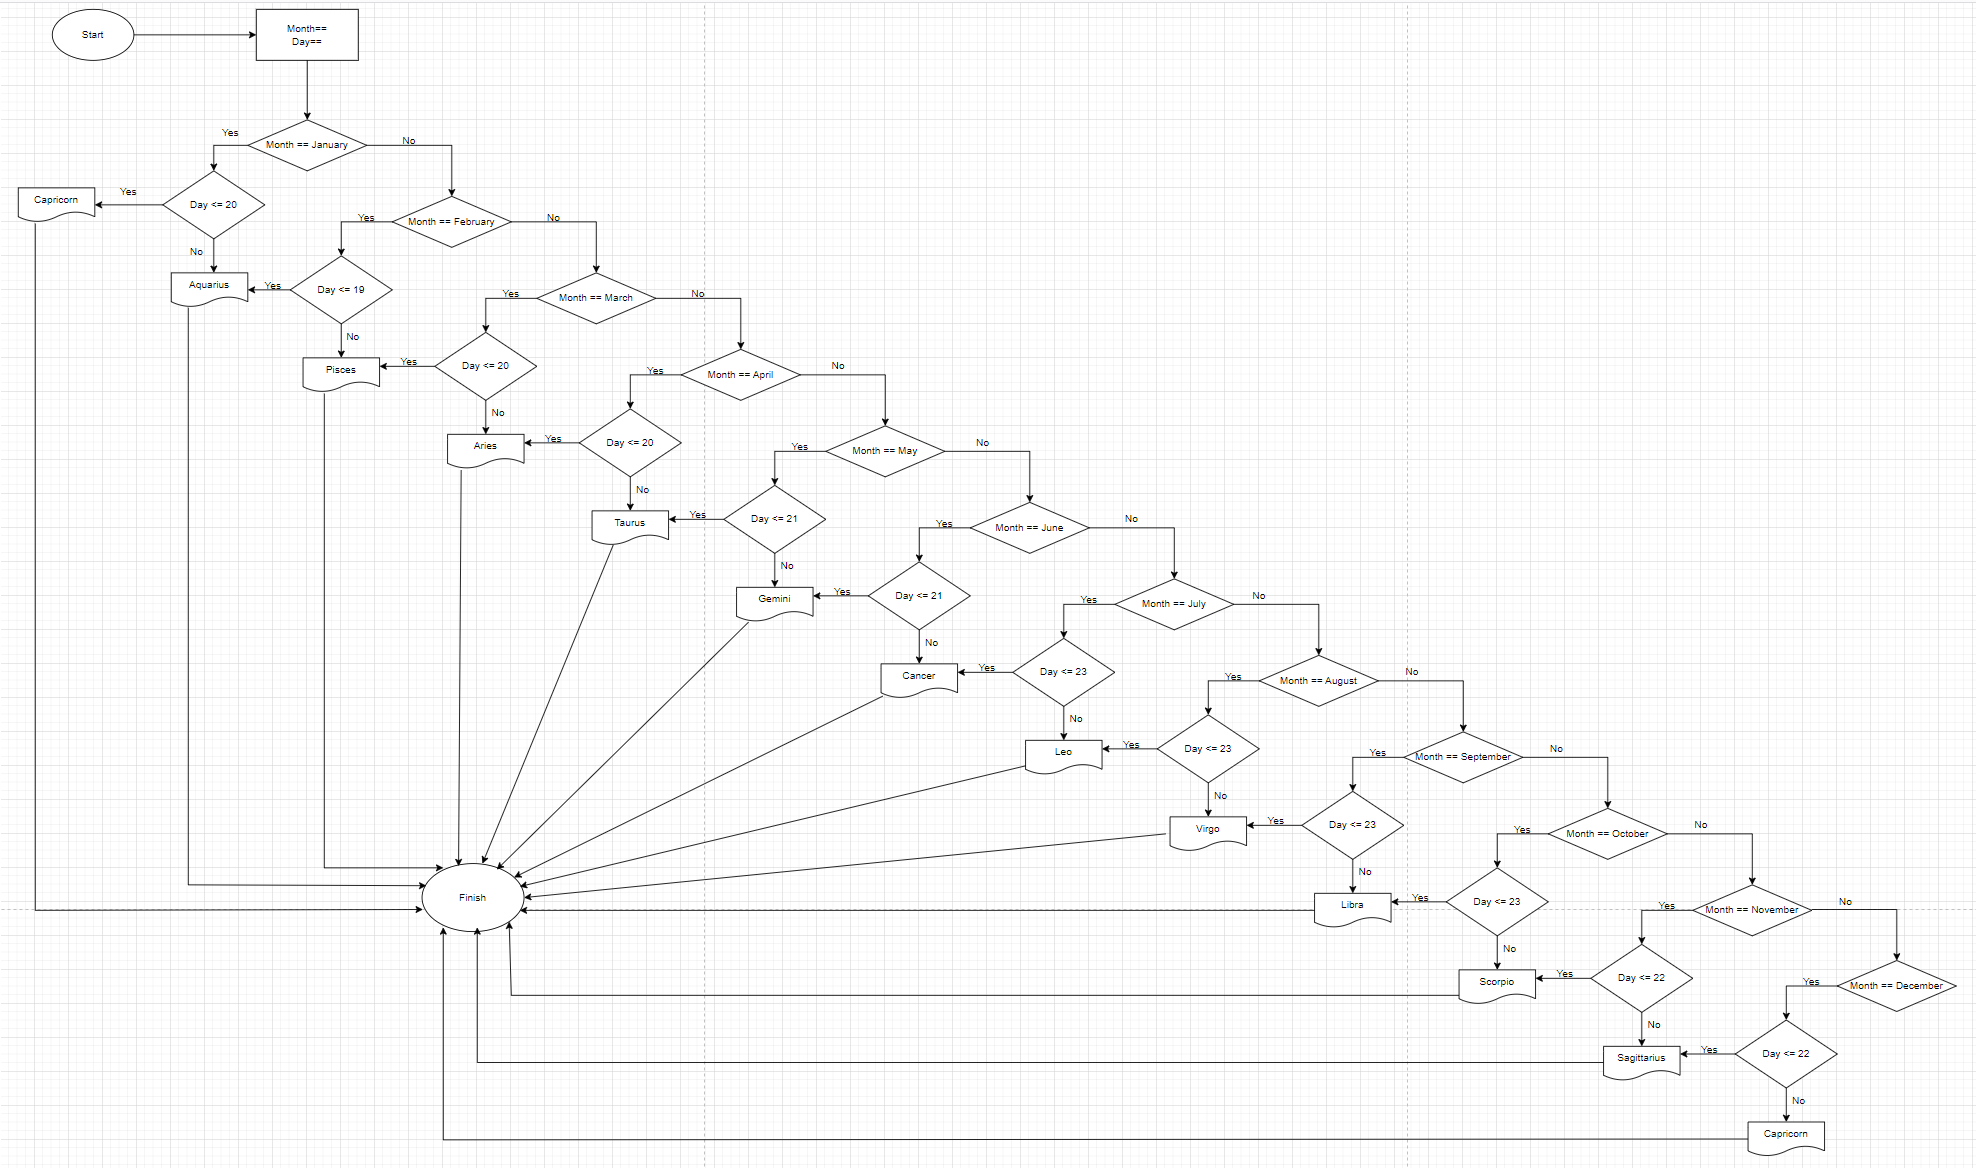 Start
Month==
Day==
Yes
Month == January
No
Capricorn
Yes
Day <= 20
No
Yes
Month == February
No
Aquarius
Yes
Day <= 19
No
Yes
Month == March
No
Pisces
Yes
Day <= 20
No
Yes
Month == April
No
Aries
Yes
Day <= 20
No
Yes
Month == May
No
Taurus
Yes
Day <= 21
No
Yes
Month == June
No
Gemini
Yes
Day <= 21
No
Yes
Month == July
No
Cancer
Yes
Day <= 23
No
Yes
Month == August
No
Leo
Yes
Day <= 23
No
Yes
Month == September
No
Virgo
Yes
Day <= 23
No
Yes
Month == October
No
Finish
Libra
Yes
Day <= 23
No
Yes
Month == November
No
Scorpio
Yes
Day <= 22
No
Yes
Month == December
Sagittarius
Yes
Day <= 22
No
Capricorn